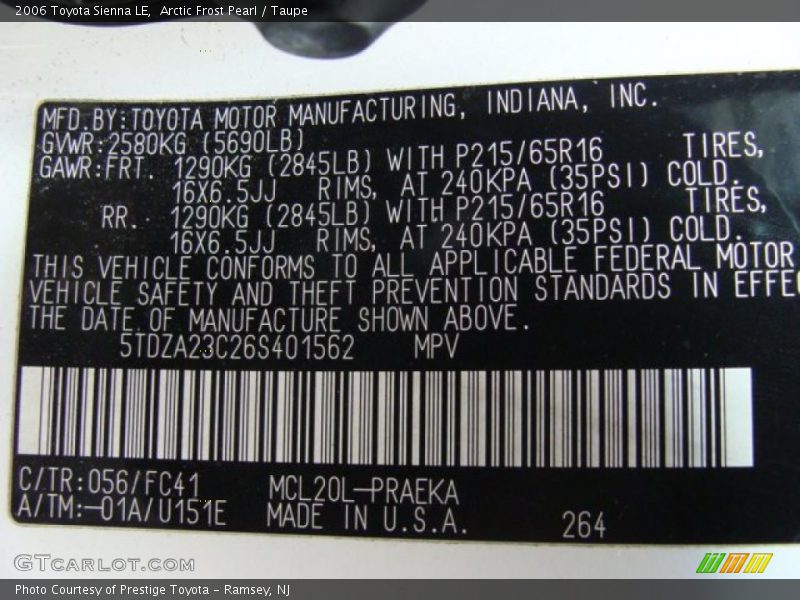 2006 Toyota Sienna LE,  Arctic Frost Pearl / Taupe
MFD.BY:TOYOTA MOTOR MANUFACTURING, INDIANA, INC.
GVWR:2580KG (5690LB)
GAWR:FRT. 1290KG (2845LB) WITH P215/65R16 TIRES,
16X6.5JJ RIMS, AT 240KPA (35PSI) COLD.
RR. 1290KG (2845LB) WITH P215/65R16 TIRES,
16X6.5JJ RIMS, AT 240KPA (35PSI) COLD.
THIS VEHICLE CONFORMS TO ALL APPLICABLE FEDERAL MOTOR
VEHICLE SAFETY AND THEFT PREVENTION STANDARDS IN EFFE
THE DATE OF MANUFACTURE SHOWN ABOVE.
5TDZA23C26S401562 MPV
C/TR:056/FC41 MCL20L-PRAEKA
A/TM:-01A/U151E MADE IN U.S.A. 264
GTCARLOT.COM
Photo Courtesy of Prestige Toyota - Ramsey, NJ